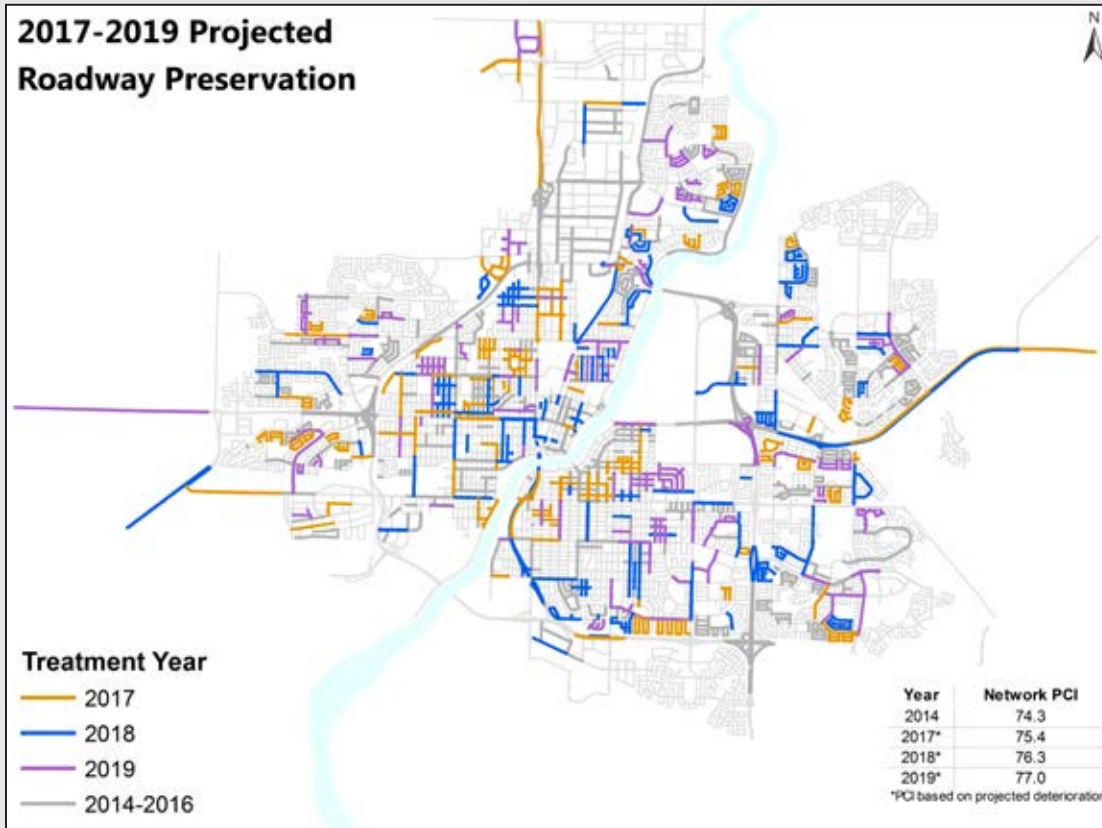 2017-2019 Projected
Roadway Preservation
N
Treatment Year
2017
2018
2019
2014-2016
Year Network PCI
2014 74.3
2017* 75.4
2018* 76.3
2019* 77.0
*PCI based on projected deterioration